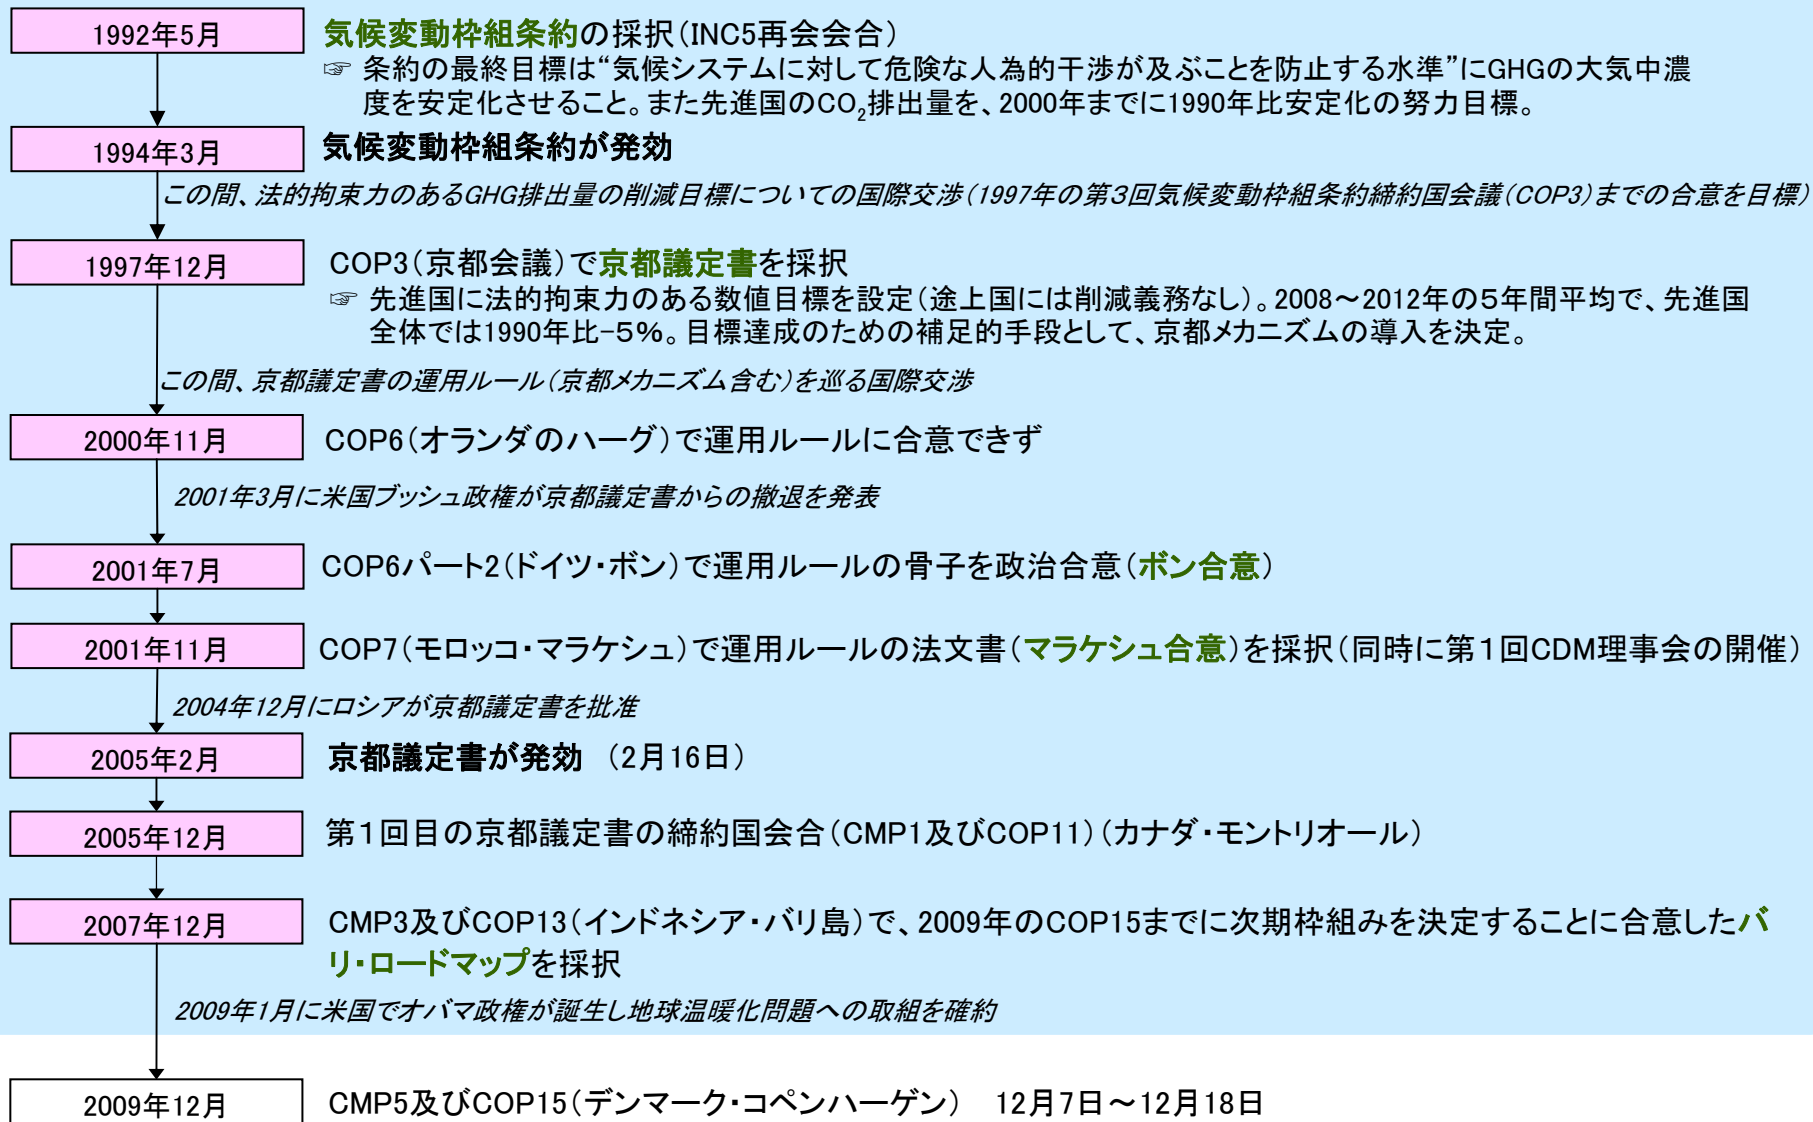 1992年5月
気候変動枠組条約の採択（INC5再会会合）
☞ 条約の最終目標は“気候システムに対して危険な人為的干渉が及ぶことを防止する水準”にGHGの大気中濃
度を安定化させること。また先進国のCO₂排出量を、2000年までに1990年比安定化の努力目標。
1994年3月
気候変動枠組条約が発効
この間、法的拘束力のあるGHG排出量の削減目標についての国際交渉（1997年の第３回気候変動枠組条約締約国会議（COP3）までの合意を目標）
1997年12月
COP3（京都会議）で京都議定書を採択
☞ 先進国に法的拘束力のある数値目標を設定（途上国には削減義務なし）。2008～2012年の５年間平均で、先進国
全体では1990年比-５％。目標達成のための補足的手段として、京都メカニズムの導入を決定。
この間、京都議定書の運用ルール（京都メカニズム含む）を巡る国際交渉
2000年11月
COP6（オランダのハーグ）で運用ルールに合意できず
2001年3月に米国ブッシュ政権が京都議定書からの撤退を発表
2001年7月
COP6パート2（ドイツ・ボン）で運用ルールの骨子を政治合意（ボン合意）
2001年11月
COP7（モロッコ・マラケシュ）で運用ルールの法文書（マラケシュ合意）を採択（同時に第１回CDM理事会の開催）
2004年12月にロシアが京都議定書を批准
2005年2月
京都議定書が発効 （2月16日）
2005年12月
第１回目の京都議定書の締約国会合（CMP1及びCOP11）（カナダ・モントリオール）
2007年12月
CMP3及びCOP13（インドネシア・バリ島）で、2009年のCOP15までに次期枠組みを決定することに合意したバ
リ・ロードマップを採択
2009年1月に米国でオバマ政権が誕生し地球温暖化問題への取組を確約
2009年12月
CMP5及びCOP15（デンマーク・コペンハーゲン）　12月7日～12月18日